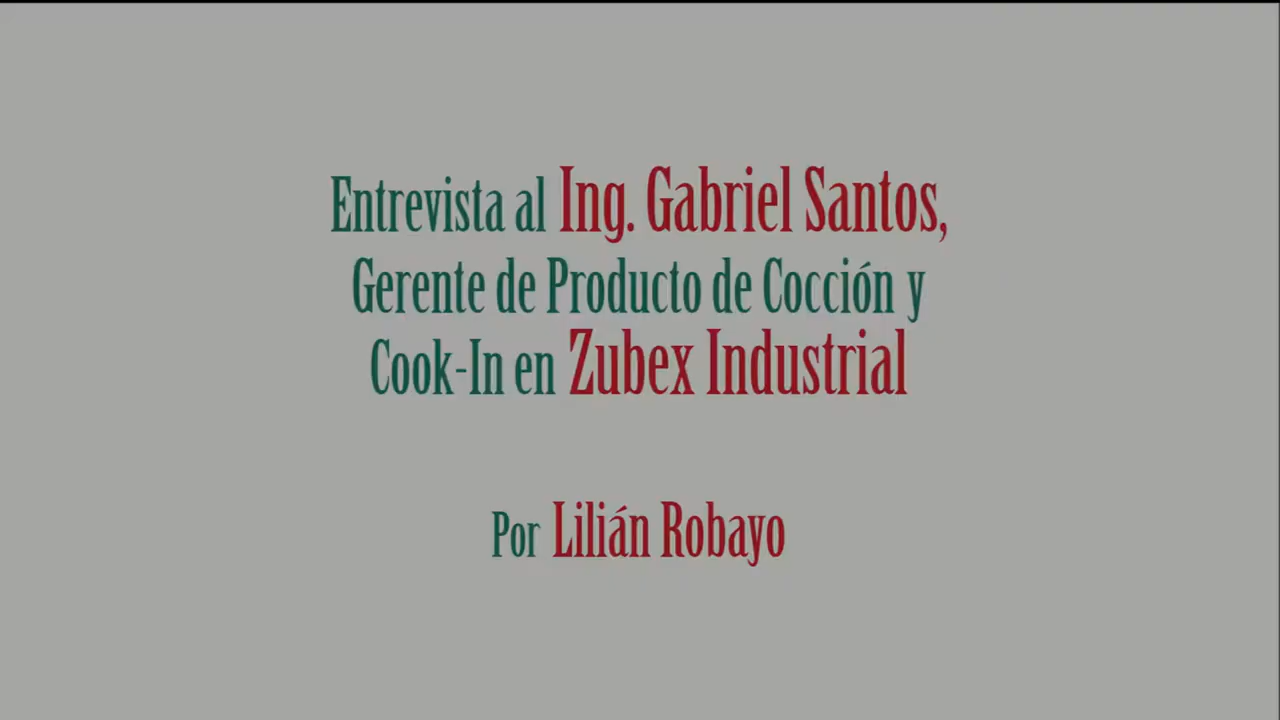 Entrevista al Ing. Gabriel Santos,
Gerente de Producto de Cocción y
Cook-In en Zubex Industrial
Por Lilián Robayo